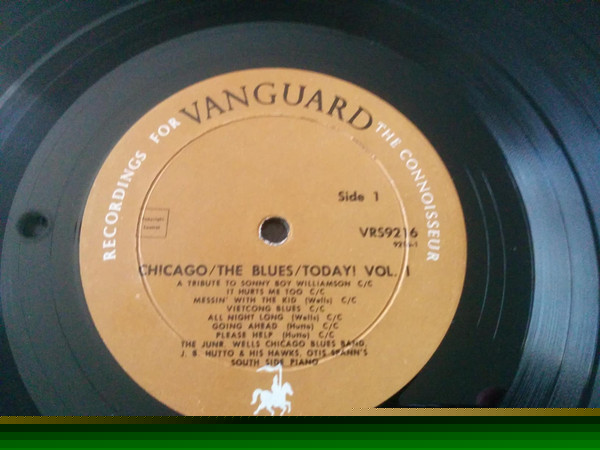 RECORDINGS FOR VANGUARD THE CONNOISSEUR
Side 1
VRS9216
9216-1
CHICAGO/THE BLUES/TODAY! VOL. 1
A TRIBUTE TO SONNY BOY WILLIAMSON C/C
IT HURTS ME TOO C/C
MESSIN' WITH THE KID (Wells) C/C
VIETCONG BLUES C/C
ALL NIGHT LONG (Wells) C/C
GOING AHEAD (Hutto) C/C
PLEASE HELP (Hutto) C/C
THE JUNR. WELLS CHICAGO BLUES BAND,
J. B. HUTTO & HIS HAWKS, OTIS SPANN'S
SOUTH SIDE PIANO